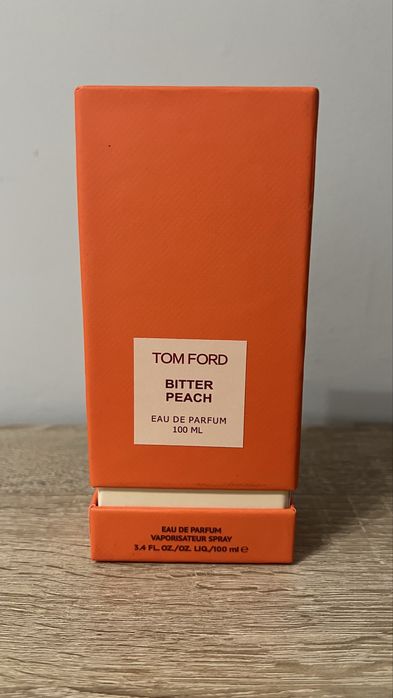 TOM FORD
BITTER
PEACH
EAU DE PARFUM
100 ML
EAU DE PARFUM
VAPORISATEUR SPRAY
3.4 FL. OZ./OZ. LIQ./100 ml ℮